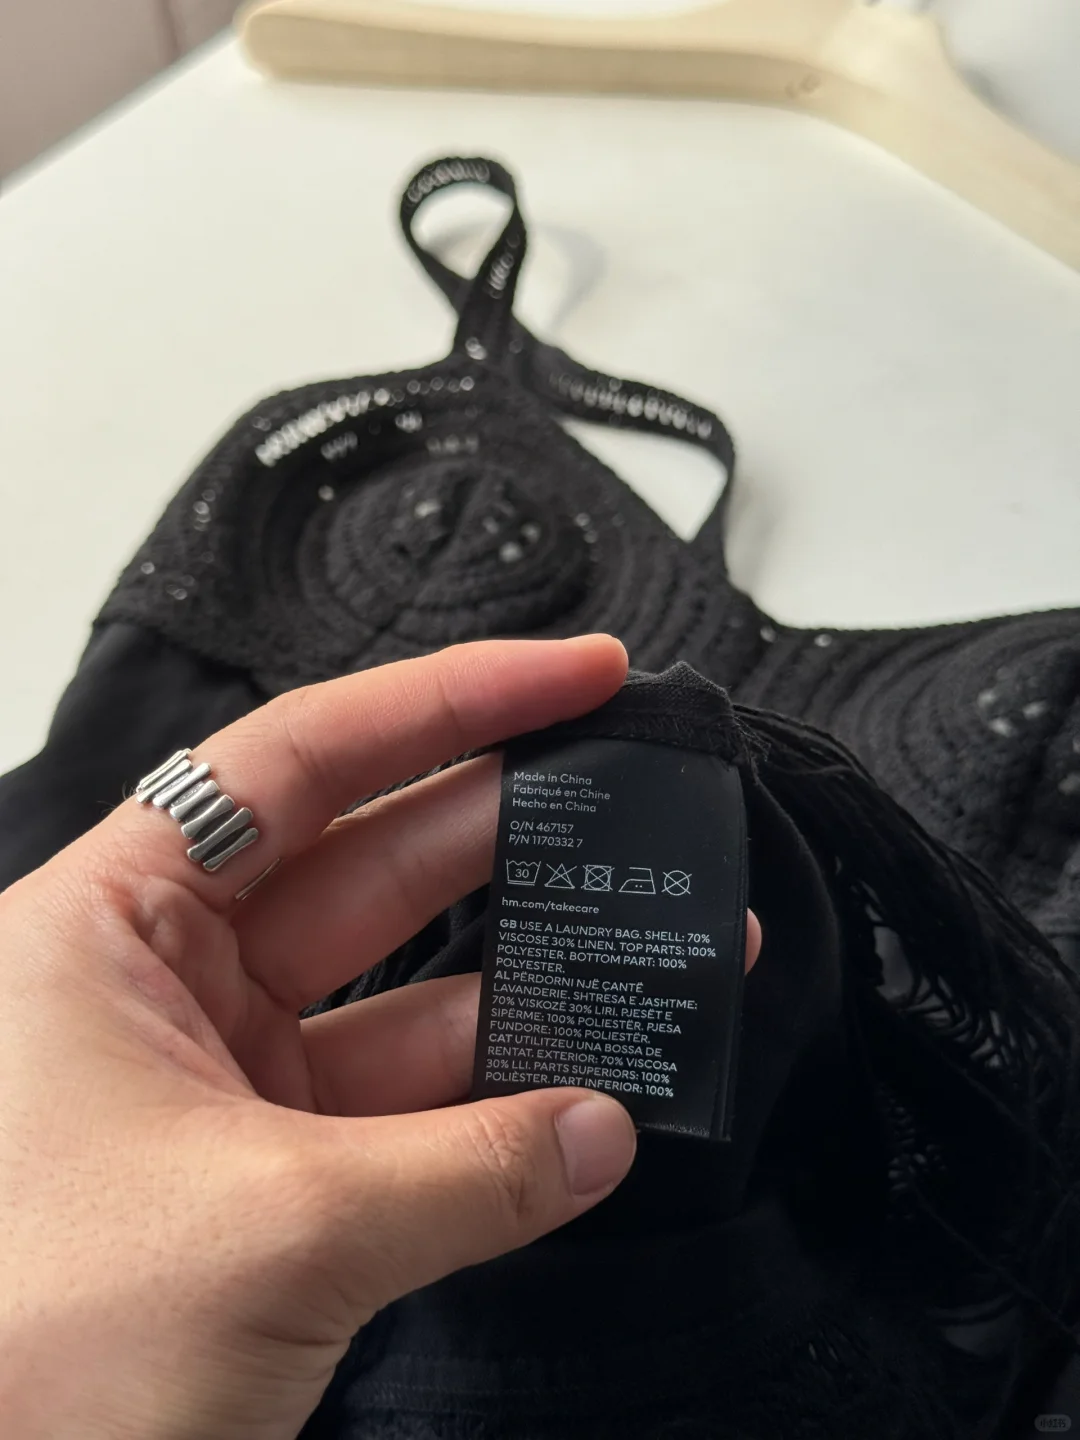 Made in China
Fabriqué en Chine
Hecho en China
O/N 467157
P/N 1170332 7
30
hm.com/takecare
GB USE A LAUNDRY BAG. SHELL: 70%
VISCOSE 30% LINEN. TOP PARTS: 100%
POLYESTER. BOTTOM PART: 100%
POLYESTER.
AL PËRDORNI NJË ÇANTË
LAVANDERIE. SHTRESA E JASHTME:
70% VISKOZË 30% LIRI. PJESËT E
SIPËRME: 100% POLIESTËR. PJESA
FUNDORE: 100% POLIESTËR.
CAT UTILITZEU UNA BOSSA DE
RENTAT. EXTERIOR: 70% VISCOSA
30% LLI. PARTS SUPERIORS: 100%
POLIÈSTER. PART INFERIOR: 100%
小红书